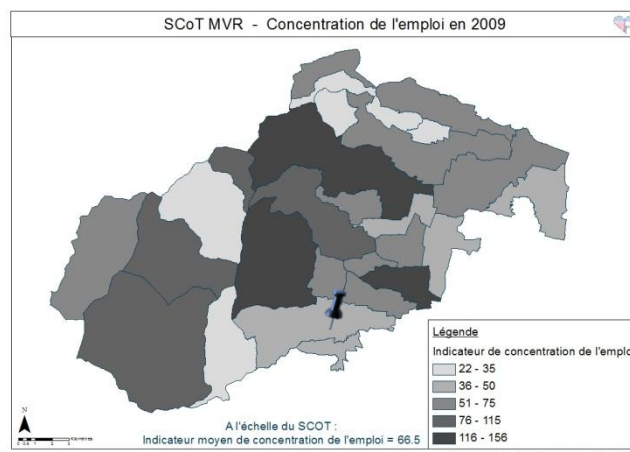 SCoT MVR - Concentration de l'emploi en 2009
Légende
Indicateur de concentration de l'emplo
22 - 35
36 - 50
51 - 75
76 - 115
116 - 156
N
A l'échelle du SCOT :
Indicateur moyen de concentration de l'emploi = 66.5